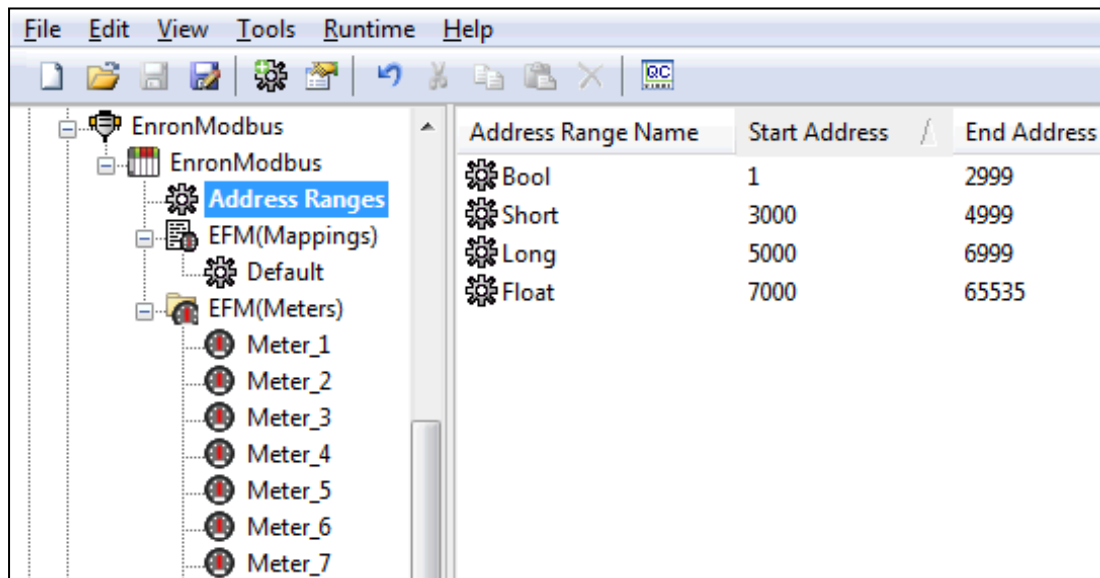 File Edit View Tools Runtime Help
QC
EnronModbus
EnronModbus
Address Ranges
EFM(Mappings)
Default
EFM(Meters)
Meter_1
Meter_2
Meter_3
Meter_4
Meter_5
Meter_6
Meter_7
Address Range Name Start Address End Address
Bool 1 2999
Short 3000 4999
Long 5000 6999
Float 7000 65535